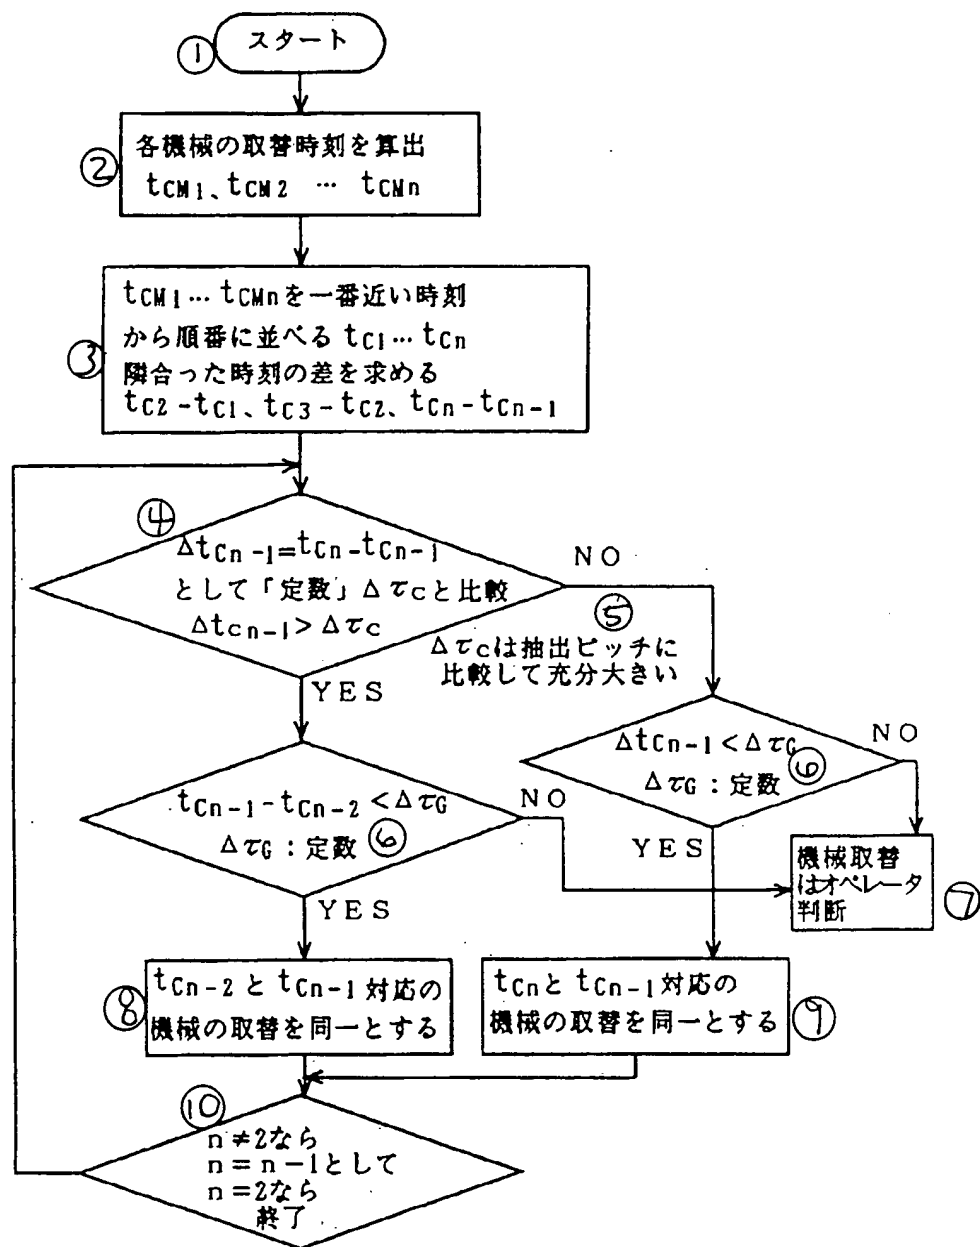 ① スタート
② 各機械の取替時刻を算出
tCM1、tCM2 … tCMn
③ tCM1…tCMnを一番近い時刻
から順番に並べる tC1…tCn
隣合った時刻の差を求める
tC2-tC1、tC3-tC2、tCn-tCn-1
④ ΔtCn-1=tCn-tCn-1
として「定数」Δτcと比較
Δtcn-1>Δτc
NO
⑤
Δτcは抽出ピッチに
比較して充分大きい
YES
ΔtCn-1<ΔτG
ΔτG:定数 ⑥
NO
YES
tCn-1-tCn-2<ΔτG
ΔτG:定数 ⑥
NO
YES
機械取替
はオペレータ
判断 ⑦
⑧ tCn-2と tCn-1対応の
機械の取替を同一とする
tCnと tCn-1対応の
機械の取替を同一とする ⑨
⑩
n≠2なら
n=n-1として
n=2なら
終了